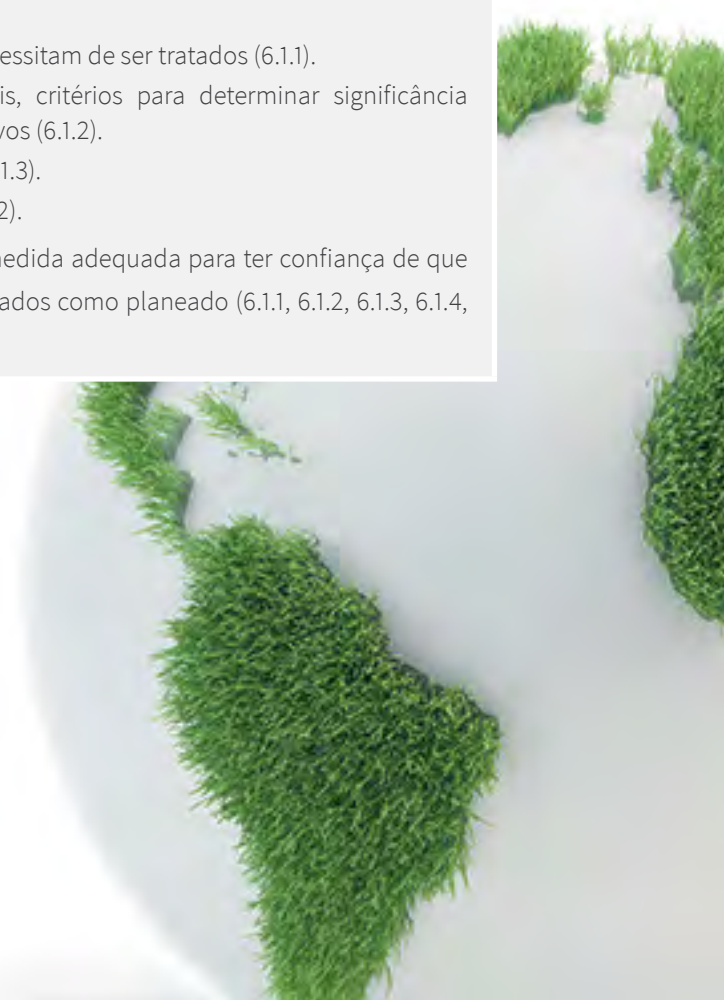 essitam de ser tratados (6.1.1).
is, critérios para determinar significância
vos (6.1.2).
1.3).
2).
nedida adequada para ter confiança de que
ados como planeado (6.1.1, 6.1.2, 6.1.3, 6.1.4,